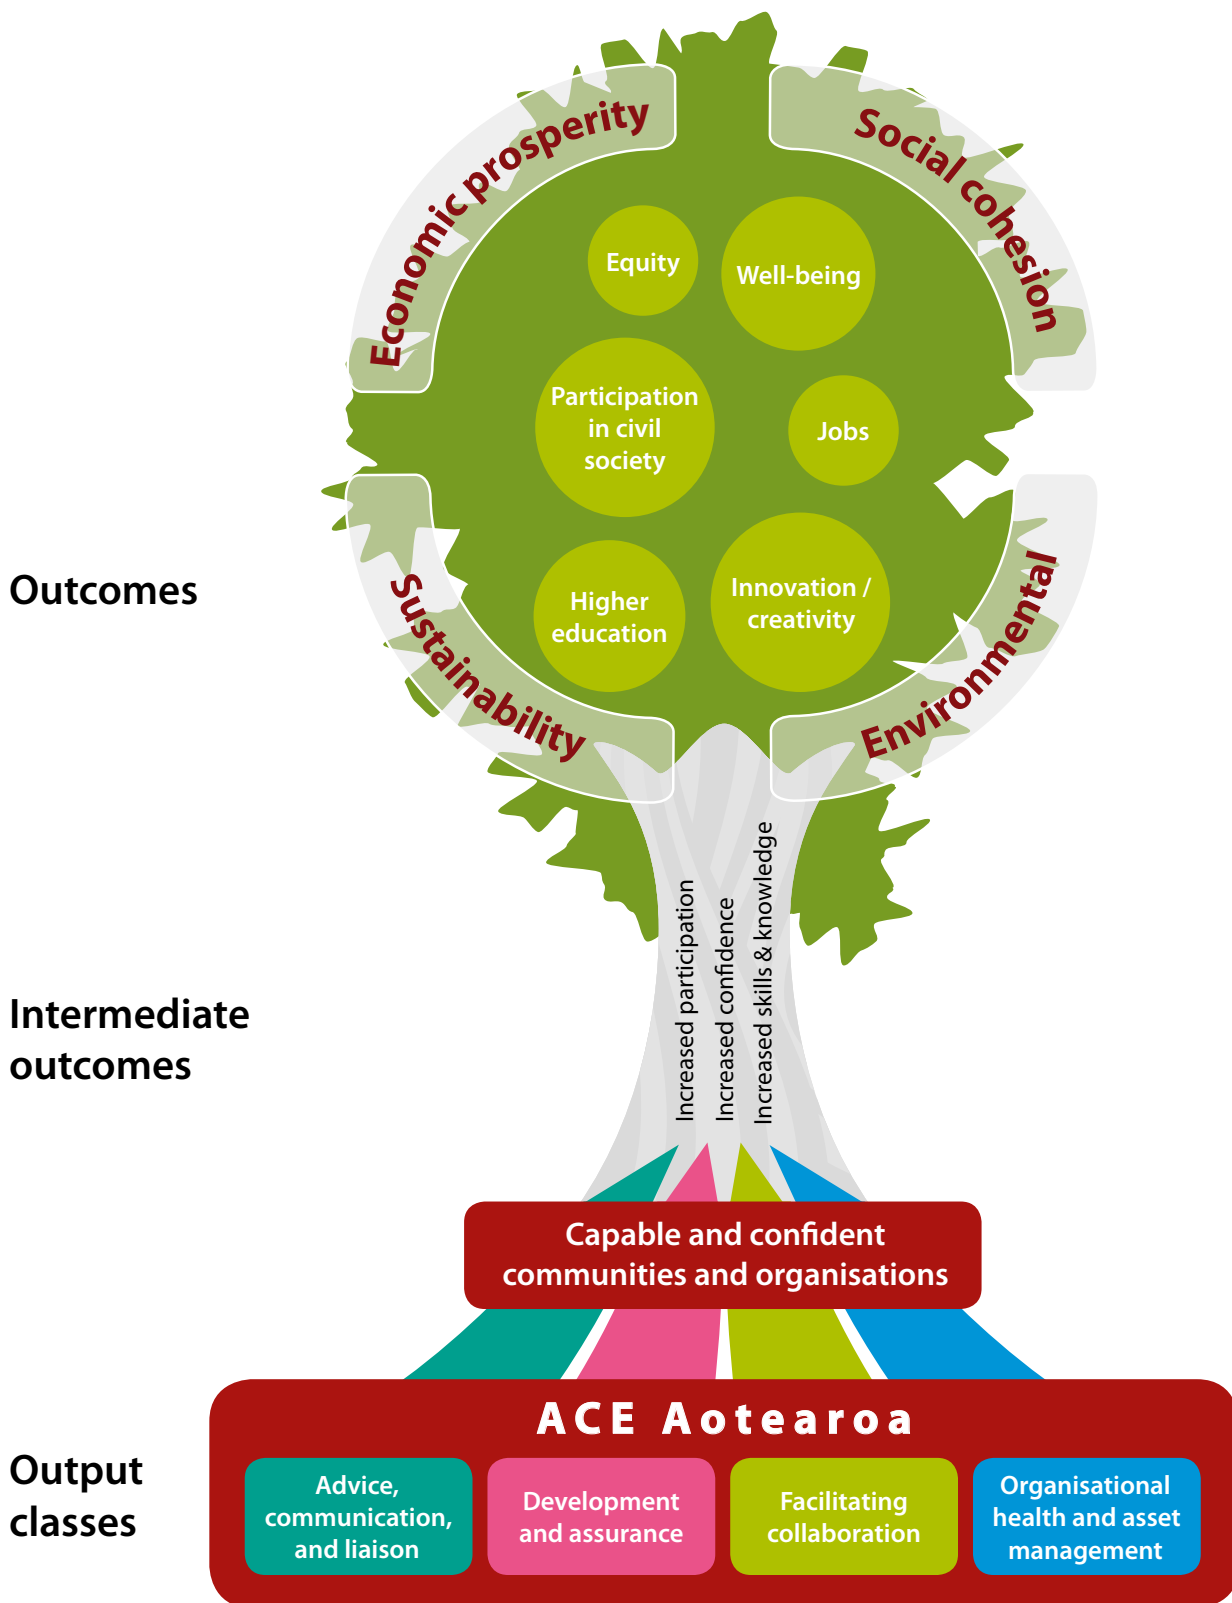 Economic prosperity
Social cohesion
Equity
Well-being
Participation
in civil
society
Jobs
Outcomes
Higher
education
Innovation /
creativity
Sustainability
Environmental
Intermediate
outcomes
Increased participation
Increased confidence
Increased skills & knowledge
Capable and confident
communities and organisations
ACE Aotearoa
Output
classes
Advice,
communication,
and liaison
Development
and assurance
Facilitating
collaboration
Organisational
health and asset
management